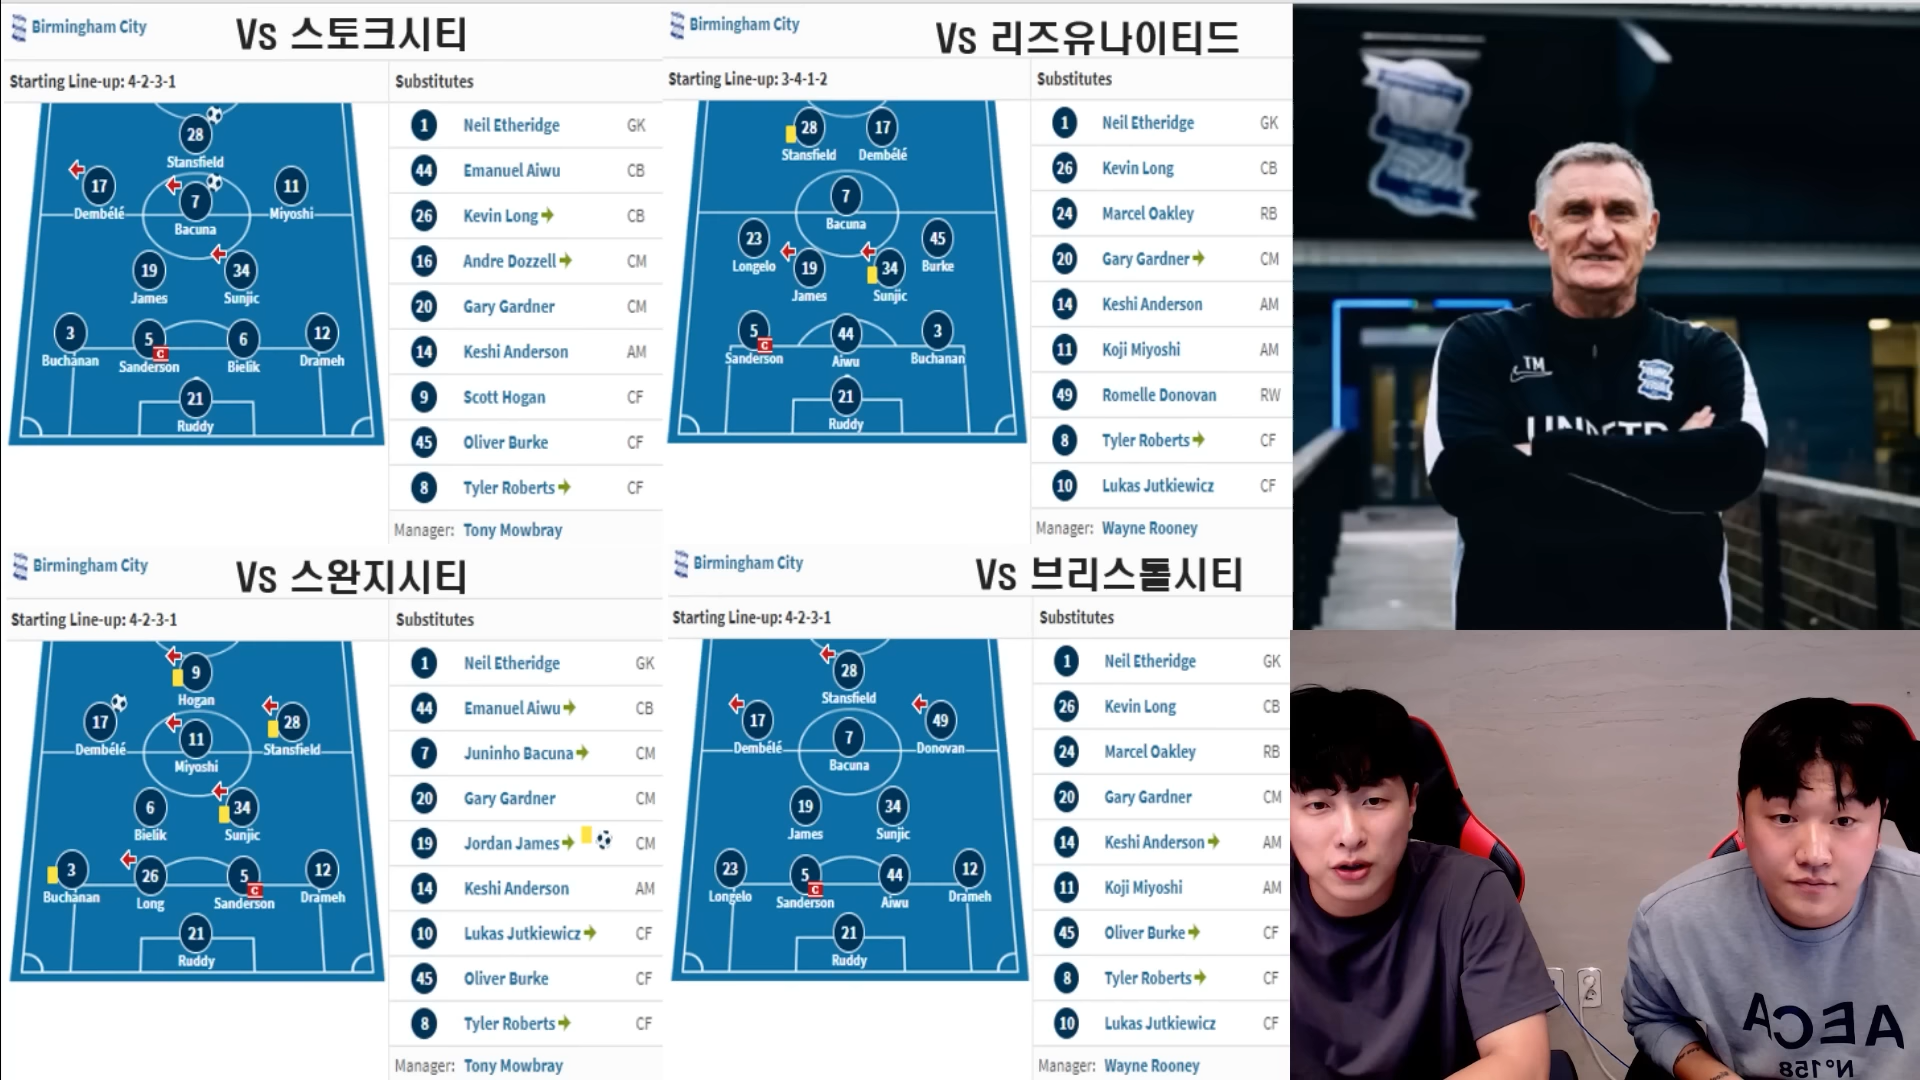 Birmingham City
Vs 스토크시티
Starting Line-up: 4-2-3-1
Substitutes
28
Stansfield
17
Dembélé
7
Bacuna
11
Miyoshi
19
James
34
Sunjic
3
Buchanan
5
C
Sanderson
6
Bielik
12
Drameh
21
Ruddy
1 Neil Etheridge GK
44 Emanuel Aiwu CB
26 Kevin Long CB
16 Andre Dozzell CM
20 Gary Gardner CM
14 Keshi Anderson AM
9 Scott Hogan CF
45 Oliver Burke CF
8 Tyler Roberts CF
Manager: Tony Mowbray
Birmingham City
Vs 리즈유나이티드
Starting Line-up: 3-4-1-2
Substitutes
28
Stansfield
17
Dembélé
7
Bacuna
23
Longelo
19
James
34
Sunjic
45
Burke
5
C
Sanderson
44
Aiwu
3
Buchanan
21
Ruddy
1 Neil Etheridge GK
26 Kevin Long CB
24 Marcel Oakley RB
20 Gary Gardner CM
14 Keshi Anderson AM
11 Koji Miyoshi AM
49 Romelle Donovan RW
8 Tyler Roberts CF
10 Lukas Jutkiewicz CF
Manager: Wayne Rooney
TM
Birmingham City
Vs 스완지시티
Starting Line-up: 4-2-3-1
Substitutes
9
Hogan
17
Dembélé
11
Miyoshi
28
Stansfield
6
Bielik
34
Sunjic
3
Buchanan
26
Long
5
C
Sanderson
12
Drameh
21
Ruddy
1 Neil Etheridge GK
44 Emanuel Aiwu CB
7 Juninho Bacuna CM
20 Gary Gardner CM
19 Jordan James CM
14 Keshi Anderson AM
10 Lukas Jutkiewicz CF
45 Oliver Burke CF
8 Tyler Roberts CF
Manager: Tony Mowbray
Birmingham City
Vs 브리스톨시티
Starting Line-up: 4-2-3-1
Substitutes
28
Stansfield
17
Dembélé
7
Bacuna
49
Donovan
19
James
34
Sunjic
23
Longelo
5
C
Sanderson
44
Aiwu
12
Drameh
21
Ruddy
1 Neil Etheridge GK
26 Kevin Long CB
24 Marcel Oakley RB
20 Gary Gardner CM
14 Keshi Anderson AM
11 Koji Miyoshi AM
45 Oliver Burke CF
8 Tyler Roberts CF
10 Lukas Jutkiewicz CF
Manager: Wayne Rooney
AECA
N°158